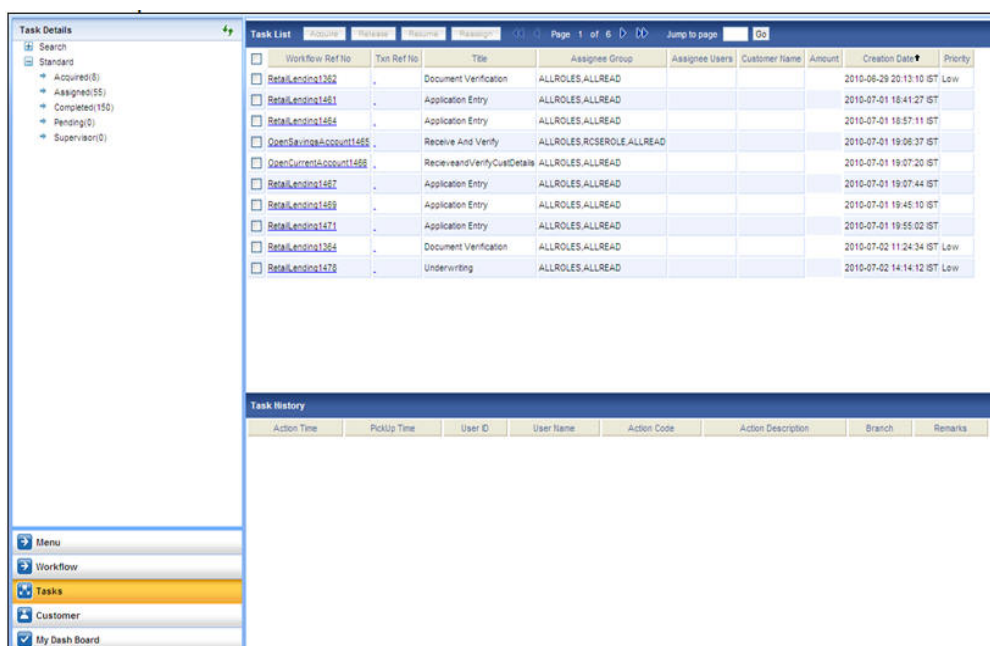 Task Details
Search
Standard
Acquired(8)
Assigned(55)
Completed(150)
Pending(0)
Supervisor(0)
Menu
Workflow
Tasks
Customer
My Dash Board
Task List Acquire Release Resume Reassign Page 1 of 6 Jump to page Go
Workflow Ref No Txn Ref No Title Assignee Group Assignee Users Customer Name Amount Creation Date Priority
RetailLending1362 Document Verification ALLROLES,ALLREAD 2010-06-29 20:13:10 IST Low
RetailLending1461 Application Entry ALLROLES,ALLREAD 2010-07-01 18:41:27 IST
RetailLending1464 Application Entry ALLROLES,ALLREAD 2010-07-01 18:57:11 IST
OpenSavingsAccount1465 Receive And Verify ALLROLES,RCSEROLE,ALLREAD 2010-07-01 19:06:37 IST
OpenCurrentAccount1466 RecieveandVerifyCustDetails ALLROLES,ALLREAD 2010-07-01 19:07:20 IST
RetailLending1467 Application Entry ALLROLES,ALLREAD 2010-07-01 19:07:44 IST
RetailLending1469 Application Entry ALLROLES,ALLREAD 2010-07-01 19:45:10 IST
RetailLending1471 Application Entry ALLROLES,ALLREAD 2010-07-01 19:55:02 IST
RetailLending1364 Document Verification ALLROLES,ALLREAD 2010-07-02 11:24:34 IST Low
RetailLending1478 Underwriting ALLROLES,ALLREAD 2010-07-02 14:14:12 IST Low
Task History
Action Time PickUp Time User ID User Name Action Code Action Description Branch Remarks